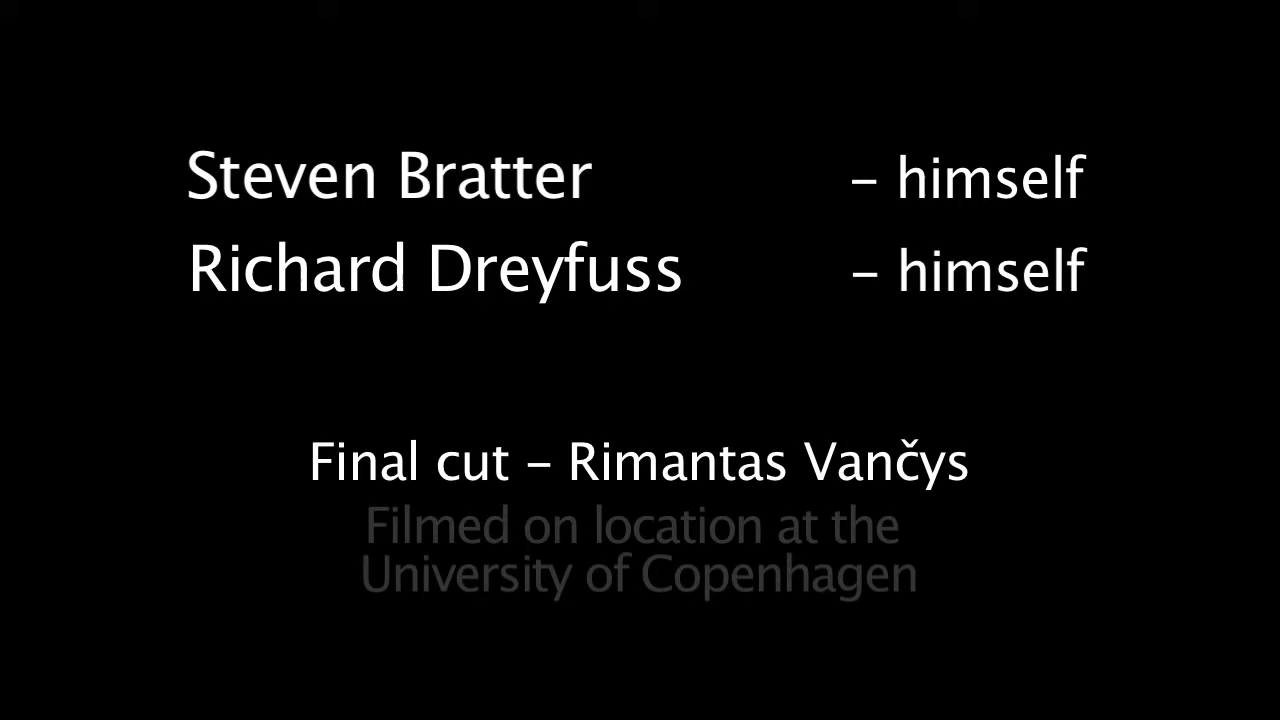 Steven Bratter – himself
Richard Dreyfuss – himself
Final cut – Rimantas Vančys
Filmed on location at the
University of Copenhagen